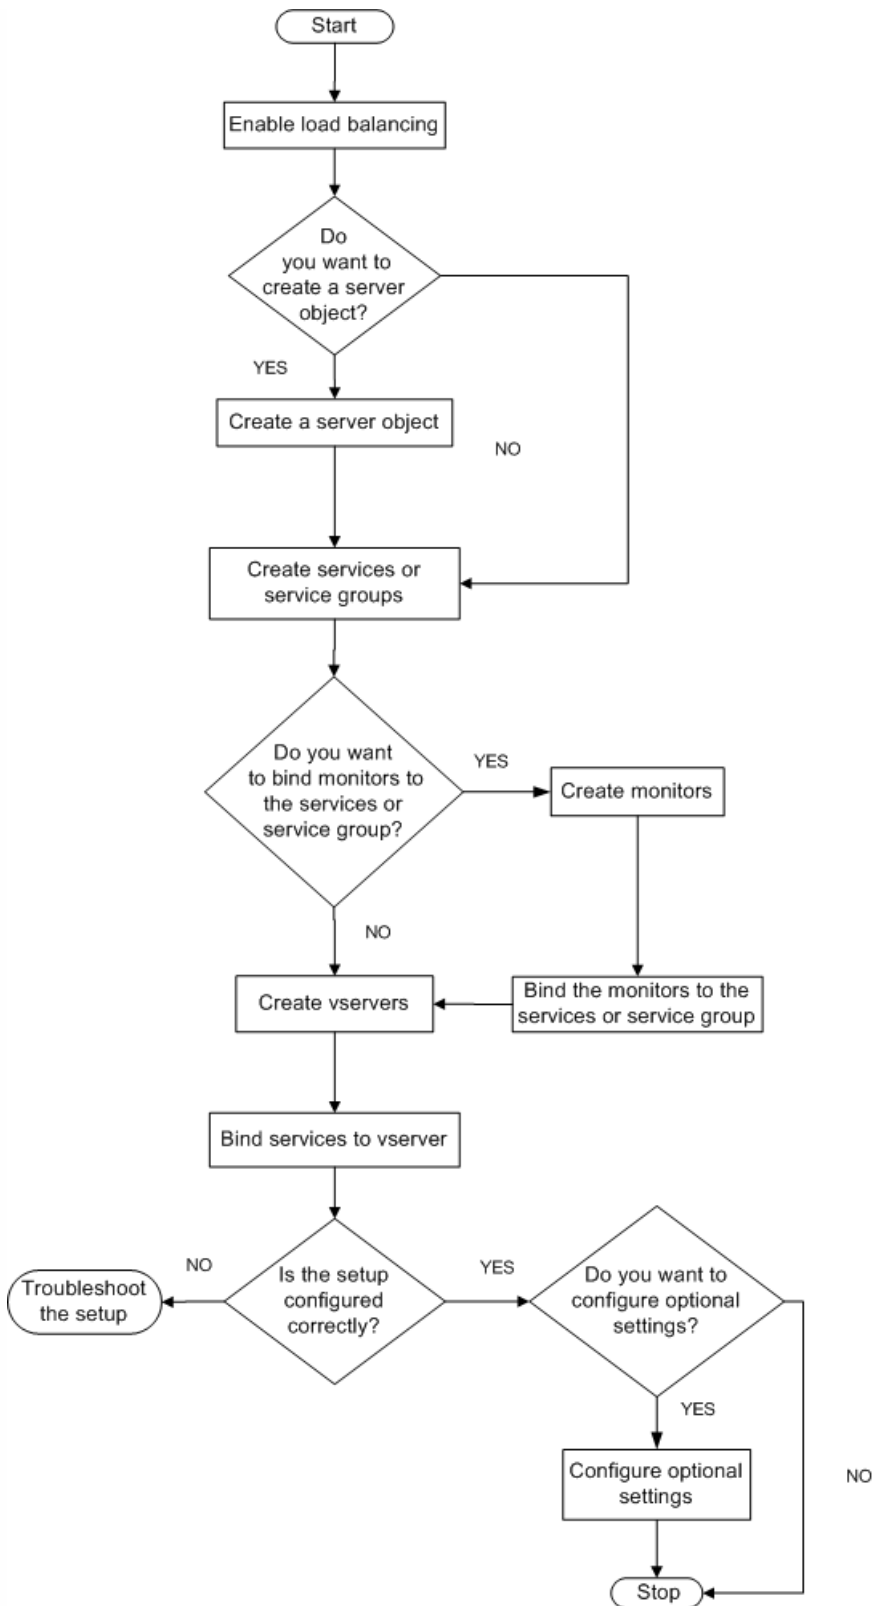 Start
Enable load balancing
Do
you want to
create a server
object?
YES
Create a server object
NO
Create services or
service groups
Do you want
to bind monitors to
the services or
service group?
YES
Create monitors
NO
Create vservers
Bind the monitors to the
services or service group
Bind services to vserver
NO
Troubleshoot
the setup
Is the setup
configured
correctly?
YES
Do you want to
configure optional
settings?
YES
Configure optional
settings
NO
Stop